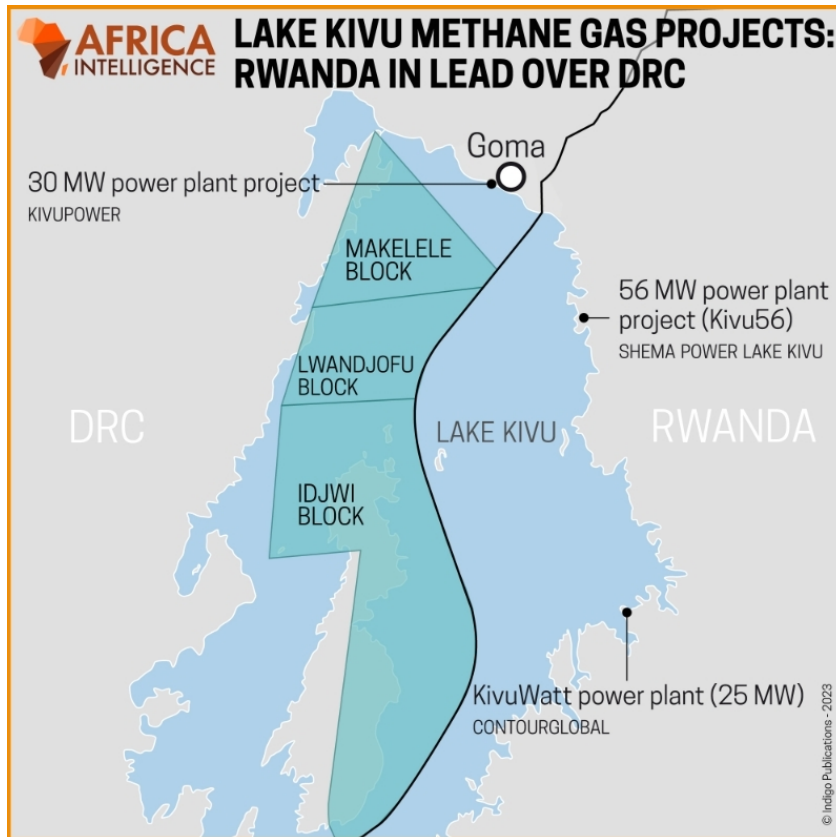 AFRICA
INTELLIGENCE
LAKE KIVU METHANE GAS PROJECTS:
RWANDA IN LEAD OVER DRC
Goma
30 MW power plant project
KIVUPOWER
MAKELELE
BLOCK
56 MW power plant
project (Kivu56)
SHEMA POWER LAKE KIVU
LWANDJOFU
BLOCK
DRC
LAKE KIVU
RWANDA
IDJWI
BLOCK
KivuWatt power plant (25 MW)
CONTOURGLOBAL
© Indigo Publications - 2023